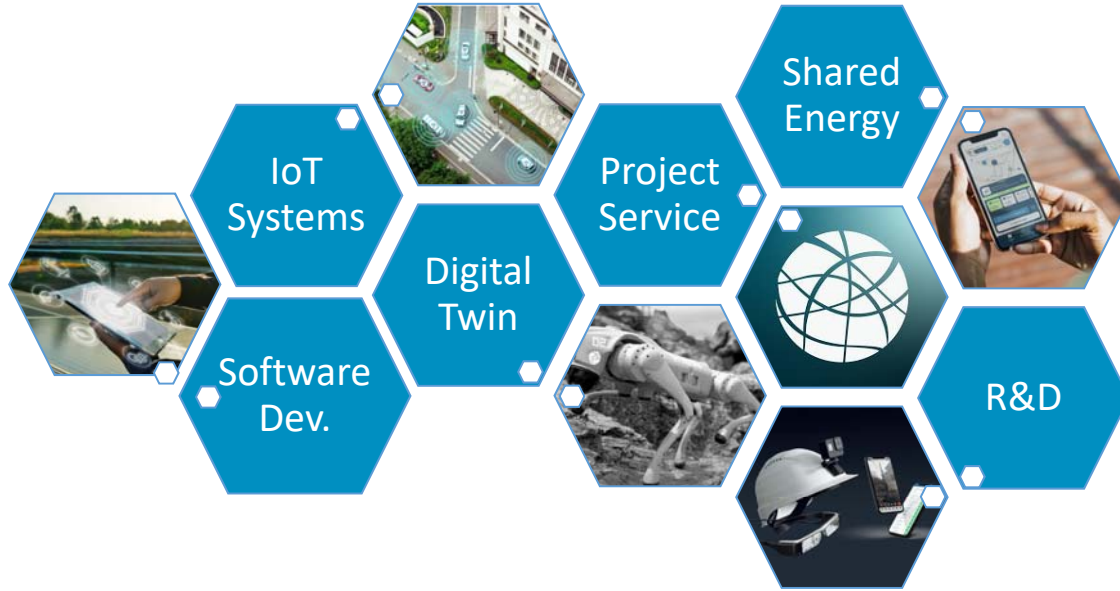 Shared
Energy
IoT
Systems
Project
Service
Digital
Twin
Software
Dev.
R&D